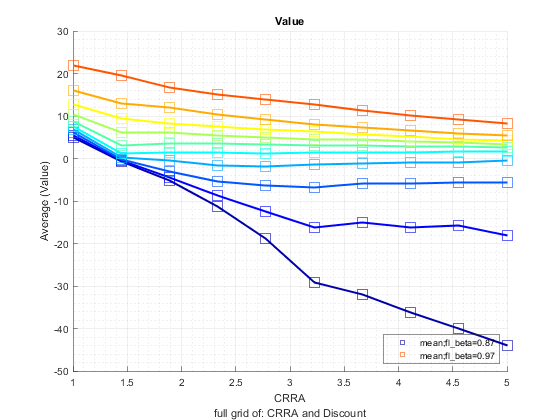 Value
30
20
10
0
-10
-20
-30
-40
-50
Average (Value)
mean;fl_beta=0.87
mean;fl_beta=0.97
1 1.5 2 2.5 3 3.5 4 4.5 5
CRRA
full grid of: CRRA and Discount